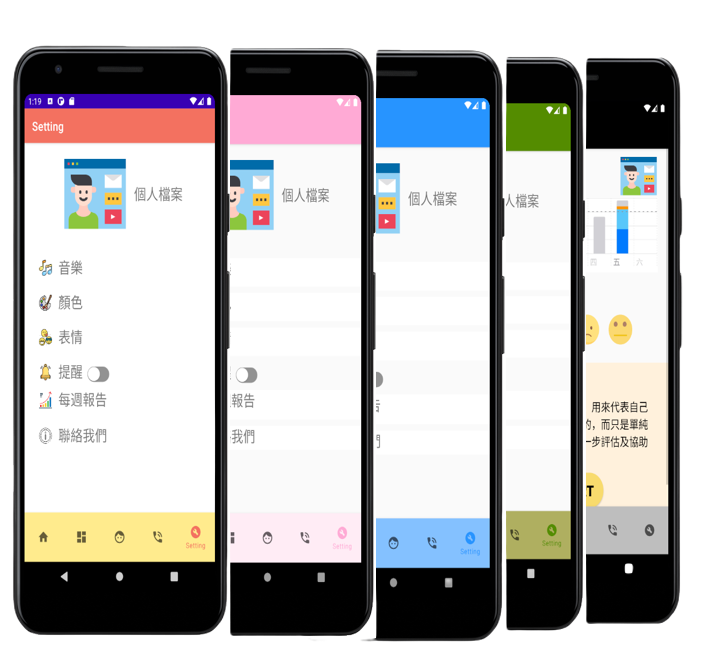 1:19
Setting
個人檔案
音樂
顏色
表情
提醒
每週報告
聯絡我們
Setting
個人檔案
報告
我們
Setting
個人檔案
告
們
Setting
人檔案
Setting
四 五 六
用來代表自己
的，而只是單純
一步評估及協助
T